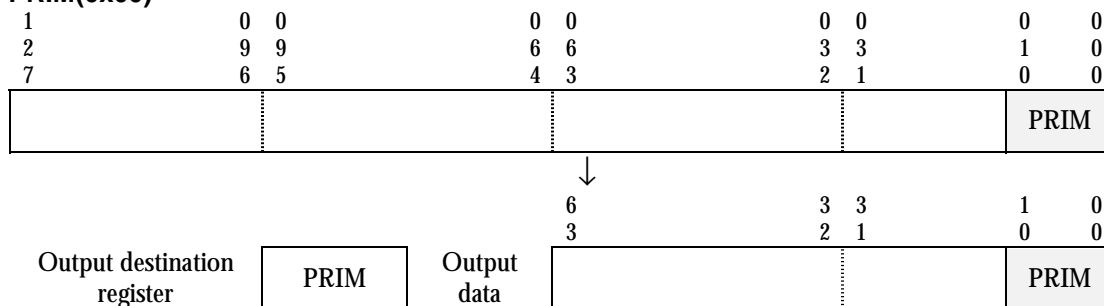 1 0 0 0 0 0 0 0 0
2 9 9 6 6 3 3 1 0
7 6 5 4 3 2 1 0 0
PRIM
↓
6 3 3 1 0
3 2 1 0 0
Output destination register PRIM Output data PRIM